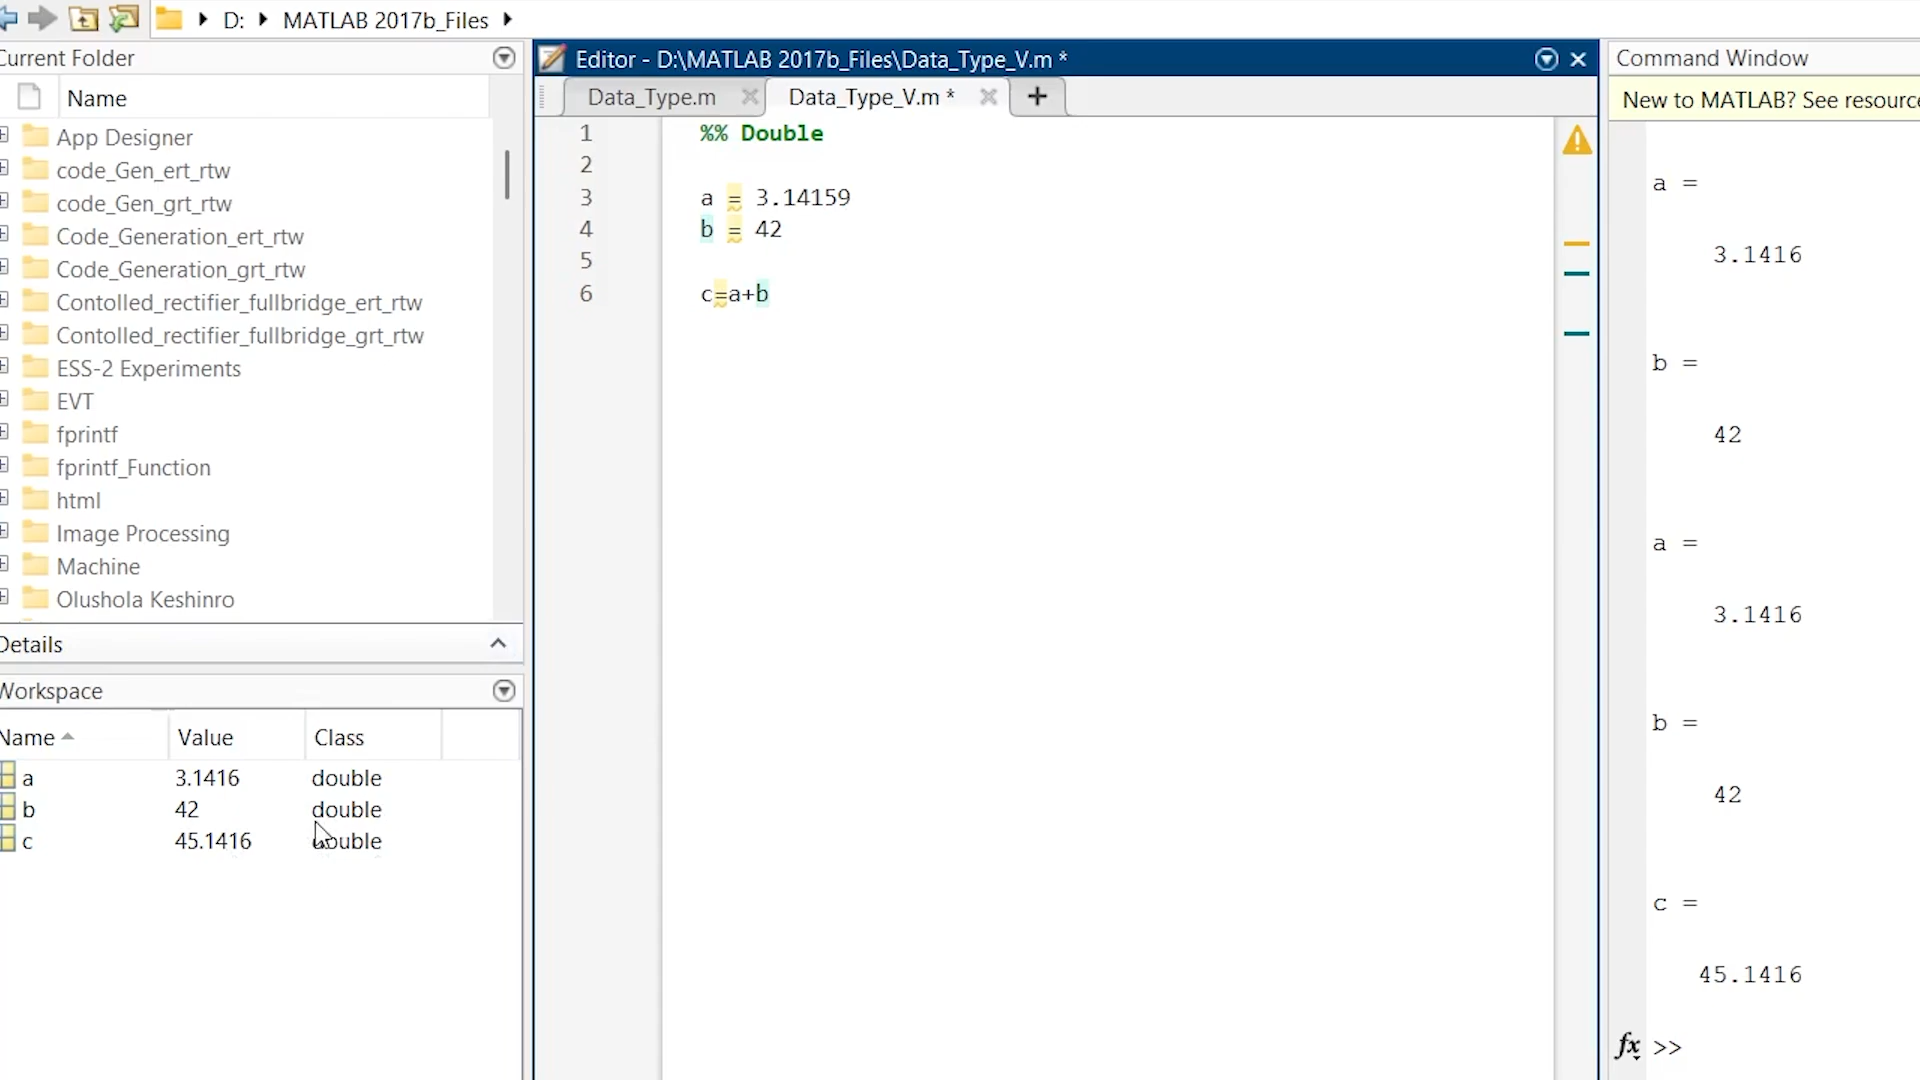 D: MATLAB 2017b_Files
Current Folder
Name
App Designer
code_Gen_ert_rtw
code_Gen_grt_rtw
Code_Generation_ert_rtw
Code_Generation_grt_rtw
Contolled_rectifier_fullbridge_ert_rtw
Contolled_rectifier_fullbridge_grt_rtw
ESS-2 Experiments
EVT
fprintf
fprintf_Function
html
Image Processing
Machine
Olushola Keshinro
Details
Workspace
Name Value Class
a 3.1416 double
b 42 double
c 45.1416 double
Editor - D:\MATLAB 2017b_Files\Data_Type_V.m *
Data_Type.m Data_Type_V.m *
1 %% Double
2
3 a = 3.14159
4 b = 42
5
6 c=a+b
Command Window
New to MATLAB? See resource
a =
3.1416
b =
42
a =
3.1416
b =
42
c =
45.1416
fx >>